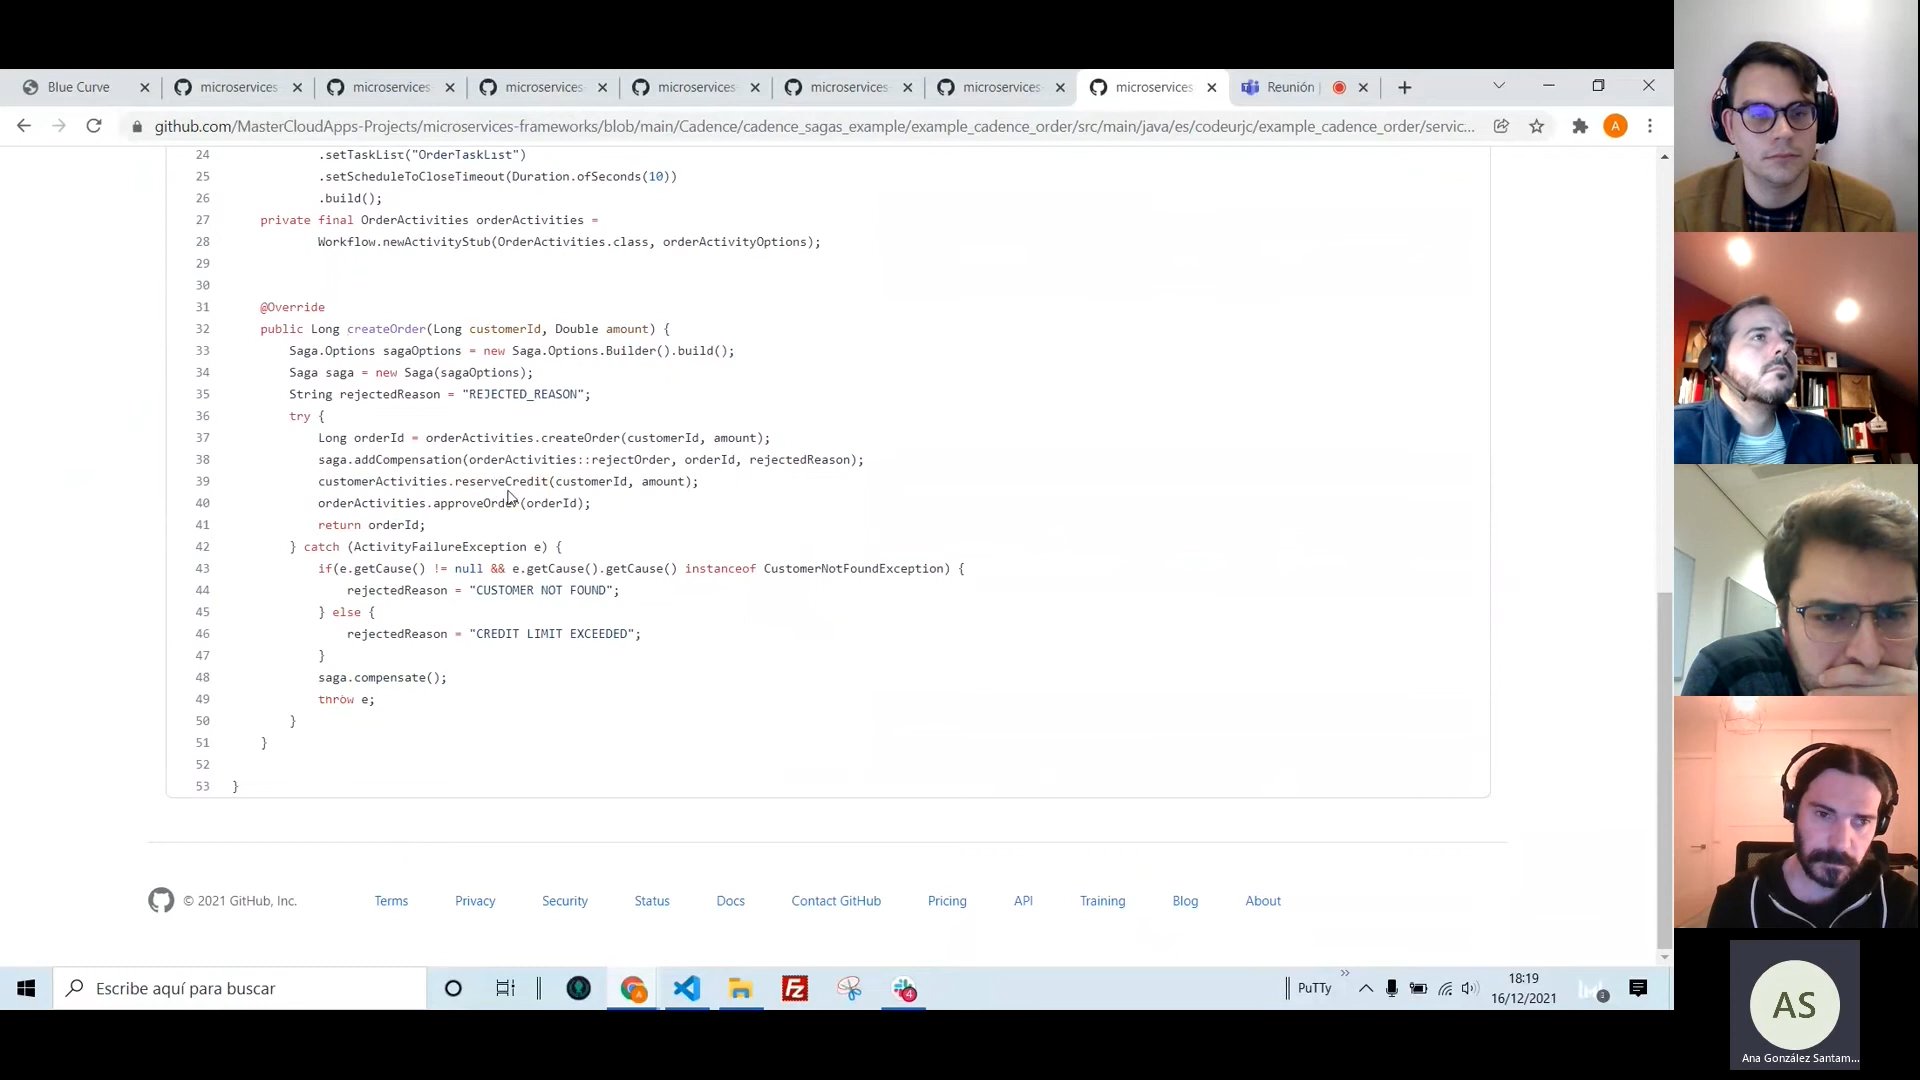 Blue Curve
microservices-
microservices-
microservices-
microservices-
microservices-
microservices-
microservices-
Reunión
github.com/MasterCloudApps-Projects/microservices-frameworks/blob/main/Cadence/cadence_sagas_example/example_cadence_order/src/main/java/es/codeurjc/example_cadence_order/servic...
A
24 .setTaskList("OrderTaskList")
25 .setScheduleToCloseTimeout(Duration.ofSeconds(10))
26 .build();
27 private final OrderActivities orderActivities =
28 Workflow.newActivityStub(OrderActivities.class, orderActivityOptions);
29
30
31 @Override
32 public Long createOrder(Long customerId, Double amount) {
33 Saga.Options sagaOptions = new Saga.Options.Builder().build();
34 Saga saga = new Saga(sagaOptions);
35 String rejectedReason = "REJECTED_REASON";
36 try {
37 Long orderId = orderActivities.createOrder(customerId, amount);
38 saga.addCompensation(orderActivities::rejectOrder, orderId, rejectedReason);
39 customerActivities.reserveCredit(customerId, amount);
40 orderActivities.approveOrder(orderId);
41 return orderId;
42 } catch (ActivityFailureException e) {
43 if(e.getCause() != null && e.getCause().getCause() instanceof CustomerNotFoundException) {
44 rejectedReason = "CUSTOMER NOT FOUND";
45 } else {
46 rejectedReason = "CREDIT LIMIT EXCEEDED";
47 }
48 saga.compensate();
49 throw e;
50 }
51 }
52
53 }
© 2021 GitHub, Inc. Terms Privacy Security Status Docs Contact GitHub Pricing API Training Blog About
Escribe aquí para buscar
PuTTy
18:19
16/12/2021
AS
Ana González Santam...